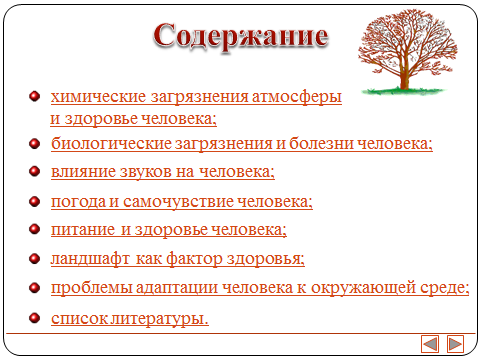 Содержание
химические загрязнения атмосферы
и здоровье человека;
биологические загрязнения и болезни человека;
влияние звуков на человека;
погода и самочувствие человека;
питание и здоровье человека;
ландшафт как фактор здоровья;
проблемы адаптации человека к окружающей среде;
список литературы.